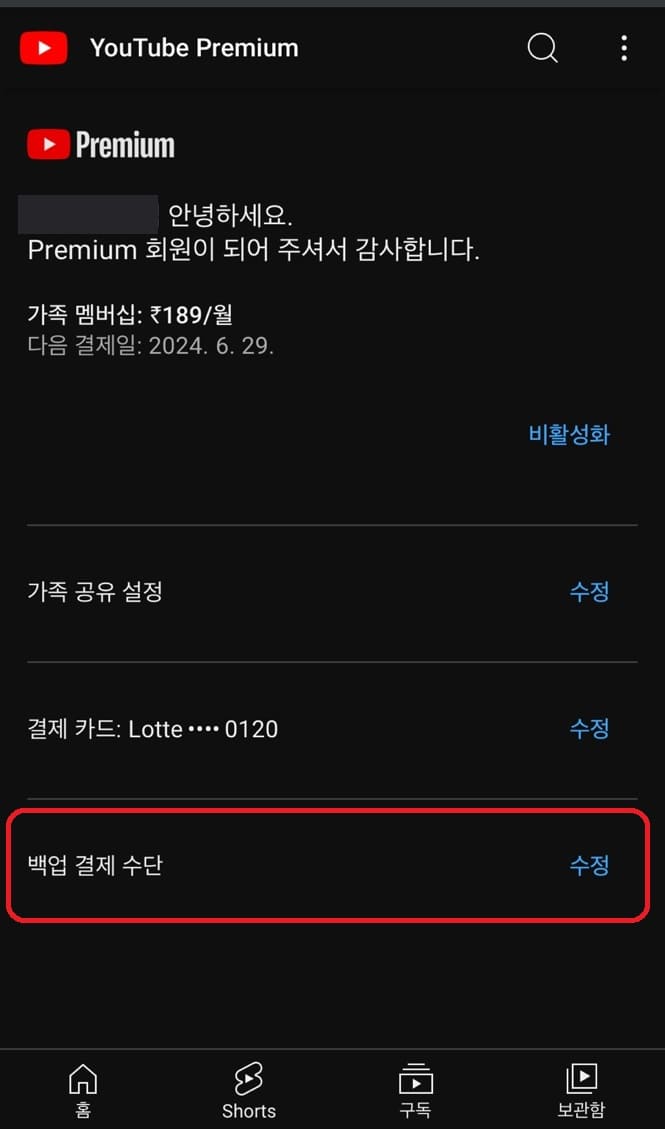 YouTube Premium
Premium
안녕하세요.
Premium 회원이 되어 주셔서 감사합니다.
가족 멤버십: ₹189/월
다음 결제일: 2024. 6. 29.
비활성화
가족 공유 설정 수정
결제 카드: Lotte •••• 0120 수정
백업 결제 수단 수정
홈 Shorts 구독 보관함